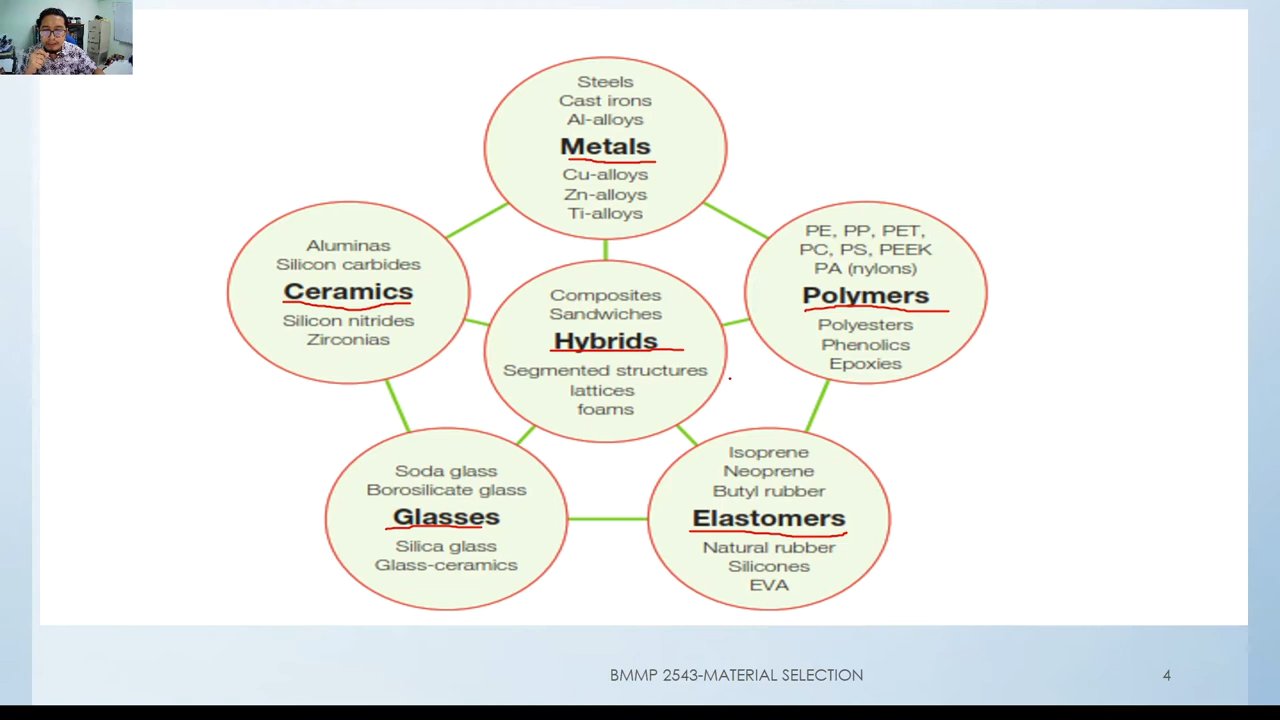 Steels
Cast irons
Al-alloys
Metals
Cu-alloys
Zn-alloys
Ti-alloys
Aluminas
Silicon carbides
Ceramics
Silicon nitrides
Zirconias
Composites
Sandwiches
Hybrids
Segmented structures
lattices
foams
PE, PP, PET,
PC, PS, PEEK
PA (nylons)
Polymers
Polyesters
Phenolics
Epoxies
Soda glass
Borosilicate glass
Glasses
Silica glass
Glass-ceramics
Isoprene
Neoprene
Butyl rubber
Elastomers
Natural rubber
Silicones
EVA
BMMP 2543-MATERIAL SELECTION
4